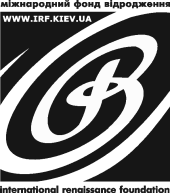 міжнародний фонд відродження
WWW.IRF.KIEV.UA
international renaissance foundation